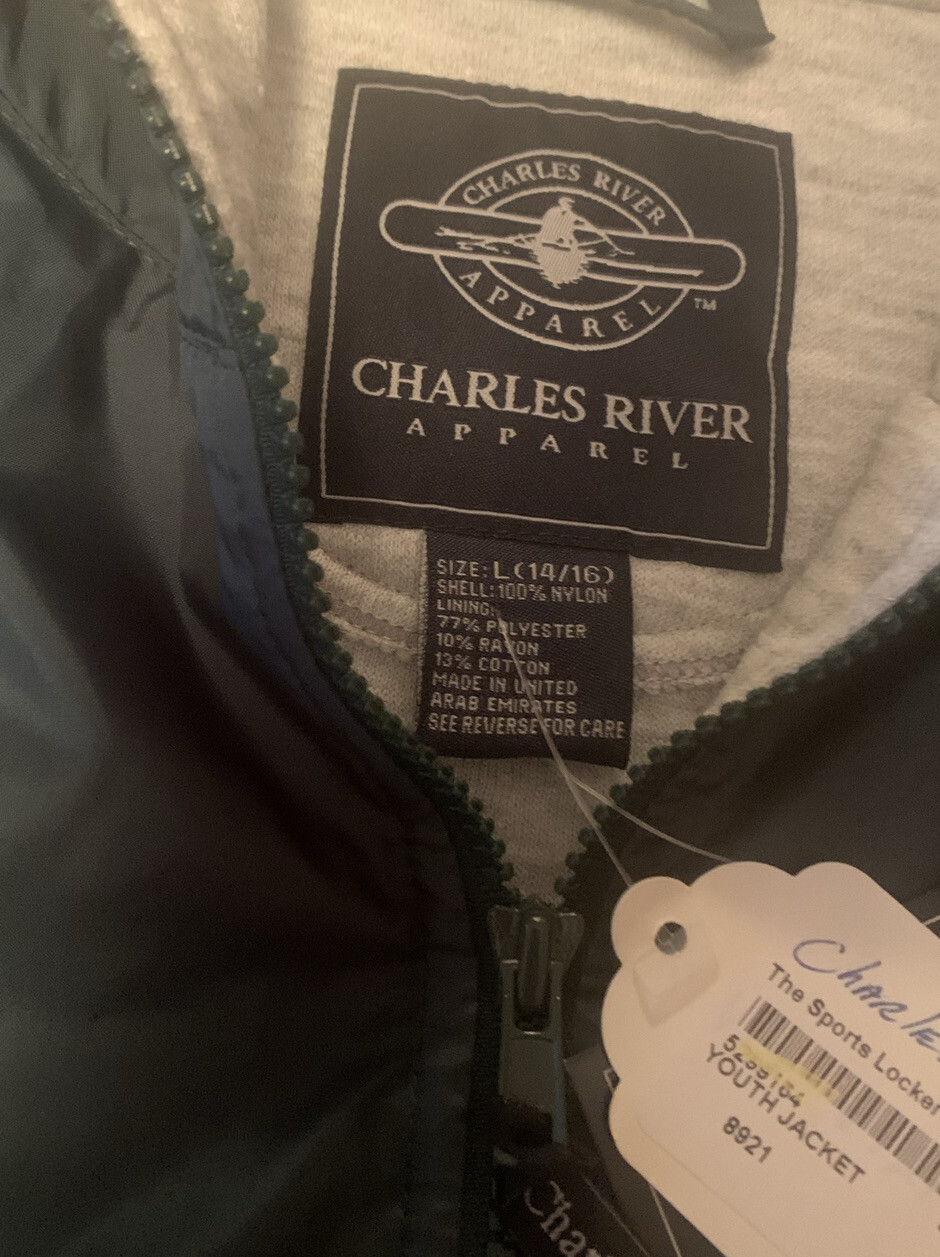 CHARLES RIVER
APPAREL
TM
CHARLES RIVER
APPAREL
SIZE: L(14/16)
SHELL: 100% NYLON
LINING:
77% POLYESTER
10% RAYON
13% COTTON
MADE IN UNITED
ARAB EMIRATES
SEE REVERSE FOR CARE
The Sports Locker
YOUTH JACKET
8921